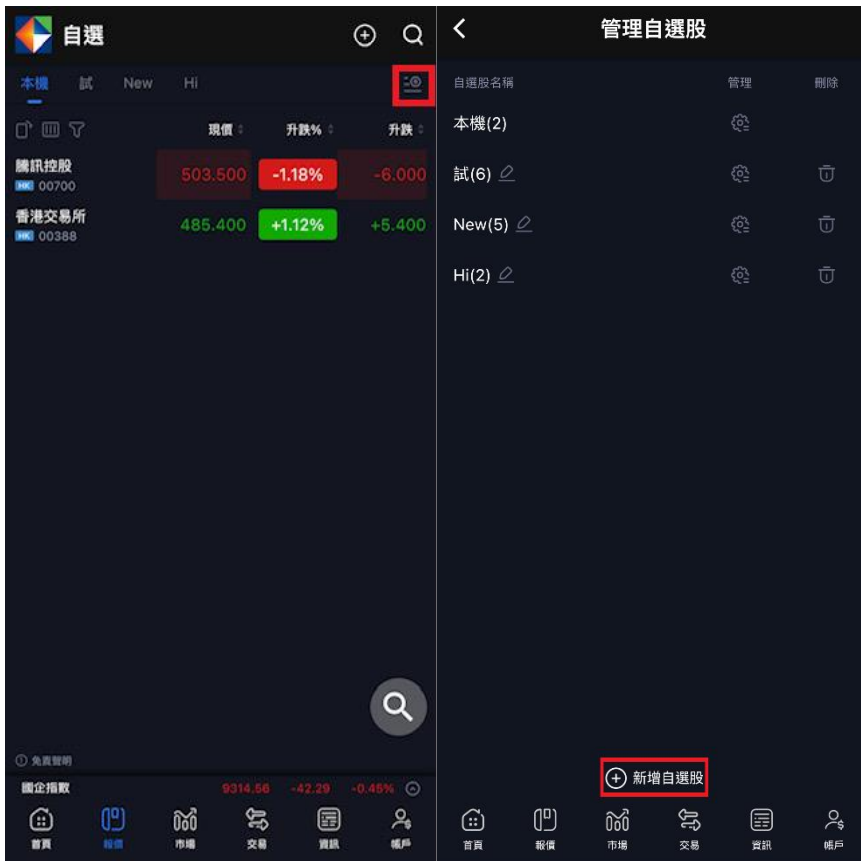 自選
本機 試 New Hi
現價 升跌% 升跌
騰訊控股
503.500 -1.18% -6.000
HK 00700
香港交易所
485.400 +1.12% +5.400
HK 00388
免責聲明
國企指數 9314.56 -42.29 -0.45%
首頁 報價 市場 交易 資訊 帳戶
管理自選股
自選股名稱 管理 刪除
本機(2)
試(6)
New(5)
Hi(2)
新增自選股
首頁 報價 市場 交易 資訊 帳戶